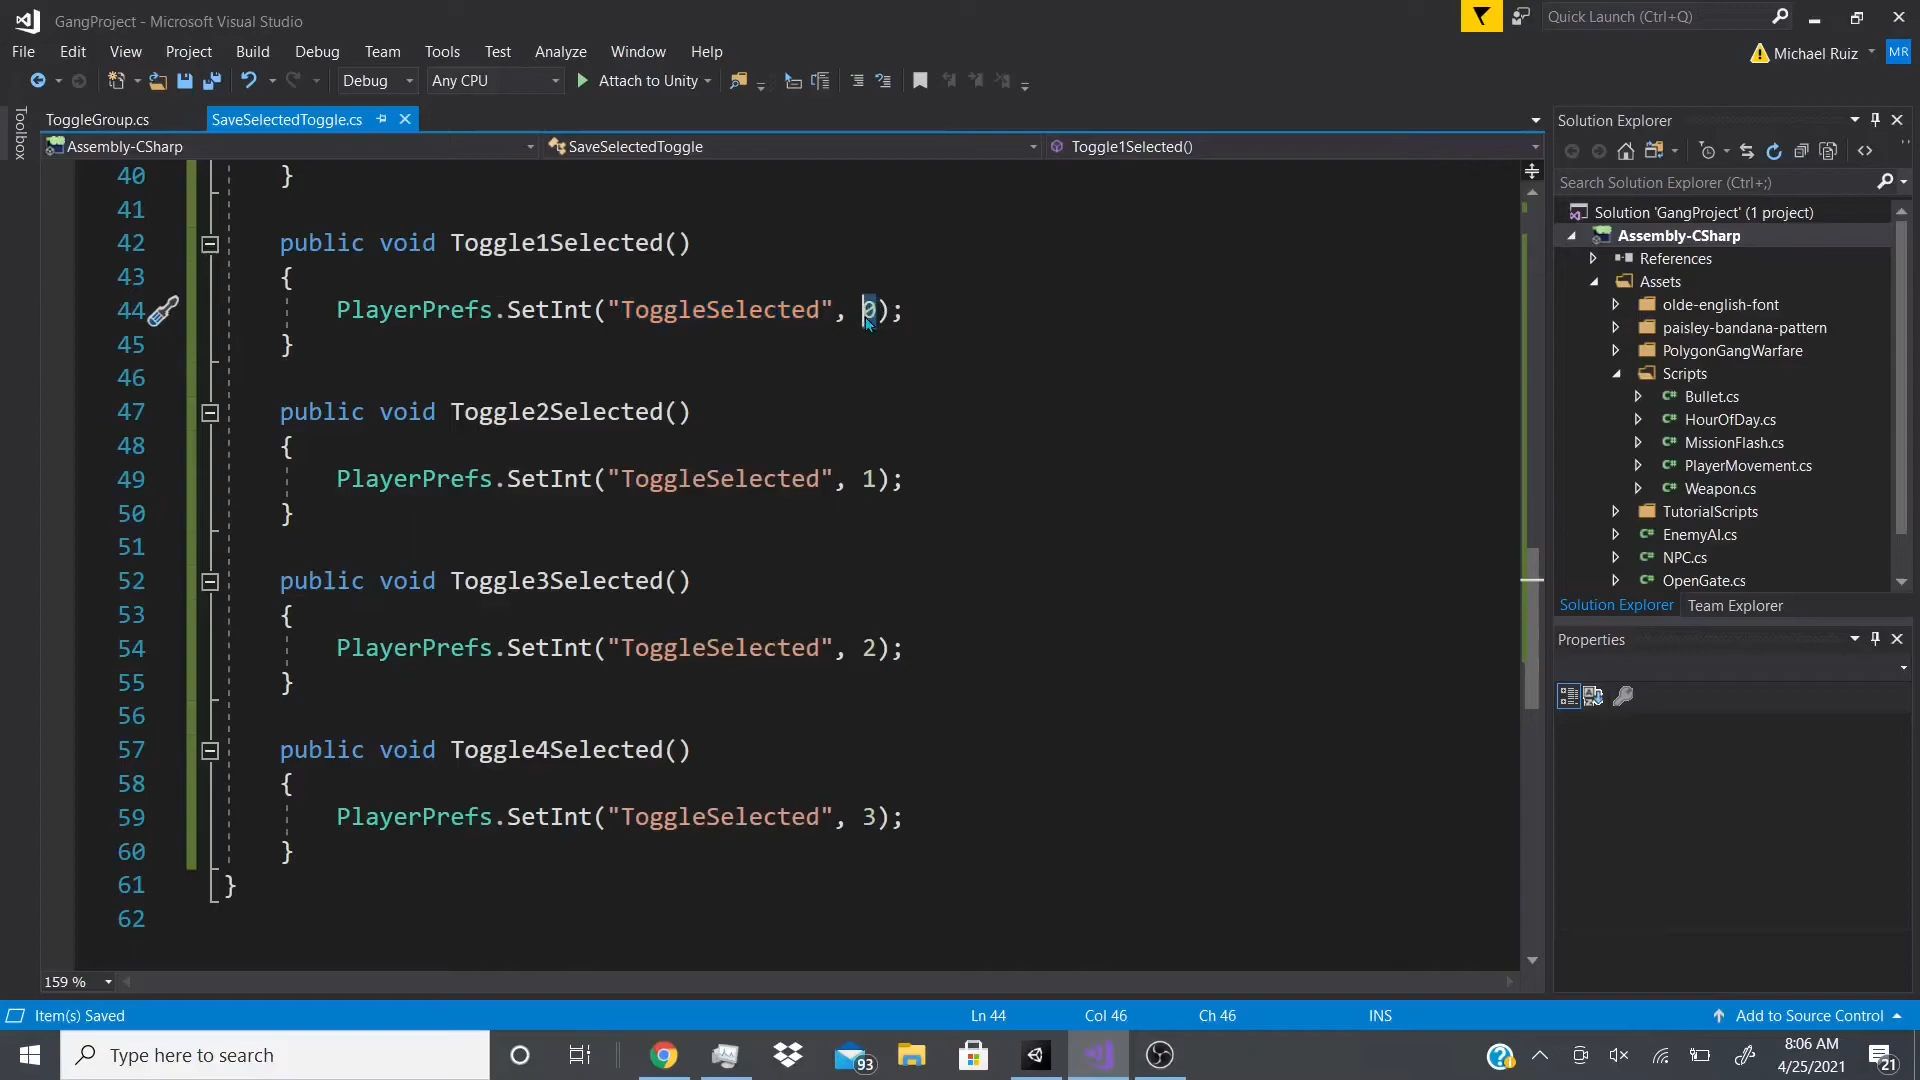 GangProject - Microsoft Visual Studio
Quick Launch (Ctrl+Q)
File Edit View Project Build Debug Team Tools Test Analyze Window Help
Michael Ruiz MR
Debug Any CPU Attach to Unity
Toolbox
ToggleGroup.cs SaveSelectedToggle.cs
Assembly-CSharp SaveSelectedToggle Toggle1Selected()
40 }
41
42 public void Toggle1Selected()
43 {
44 PlayerPrefs.SetInt("ToggleSelected", 0);
45 }
46
47 public void Toggle2Selected()
48 {
49 PlayerPrefs.SetInt("ToggleSelected", 1);
50 }
51
52 public void Toggle3Selected()
53 {
54 PlayerPrefs.SetInt("ToggleSelected", 2);
55 }
56
57 public void Toggle4Selected()
58 {
59 PlayerPrefs.SetInt("ToggleSelected", 3);
60 }
61 }
62
159 %
Solution Explorer
Search Solution Explorer (Ctrl+;)
Solution 'GangProject' (1 project)
Assembly-CSharp
References
Assets
olde-english-font
paisley-bandana-pattern
PolygonGangWarfare
Scripts
C# Bullet.cs
C# HourOfDay.cs
C# MissionFlash.cs
C# PlayerMovement.cs
C# Weapon.cs
TutorialScripts
C# EnemyAI.cs
C# NPC.cs
C# OpenGate.cs
Solution Explorer Team Explorer
Properties
Item(s) Saved Ln 44 Col 46 Ch 46 INS Add to Source Control
Type here to search
93
8:06 AM
4/25/2021
21